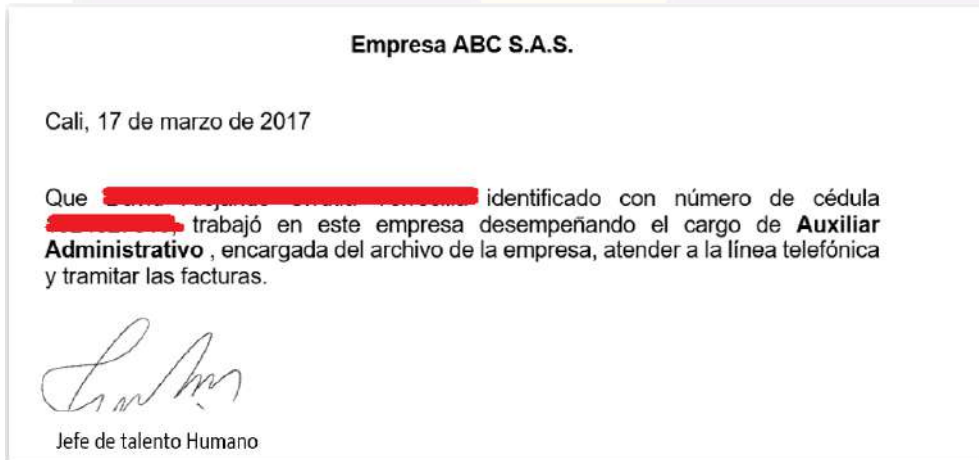 Empresa ABC S.A.S.
Cali, 17 de marzo de 2017
Que identificado con número de cédula
, trabajó en este empresa desempeñando el cargo de Auxiliar
Administrativo , encargada del archivo de la empresa, atender a la línea telefónica
y tramitar las facturas.
Jefe de talento Humano